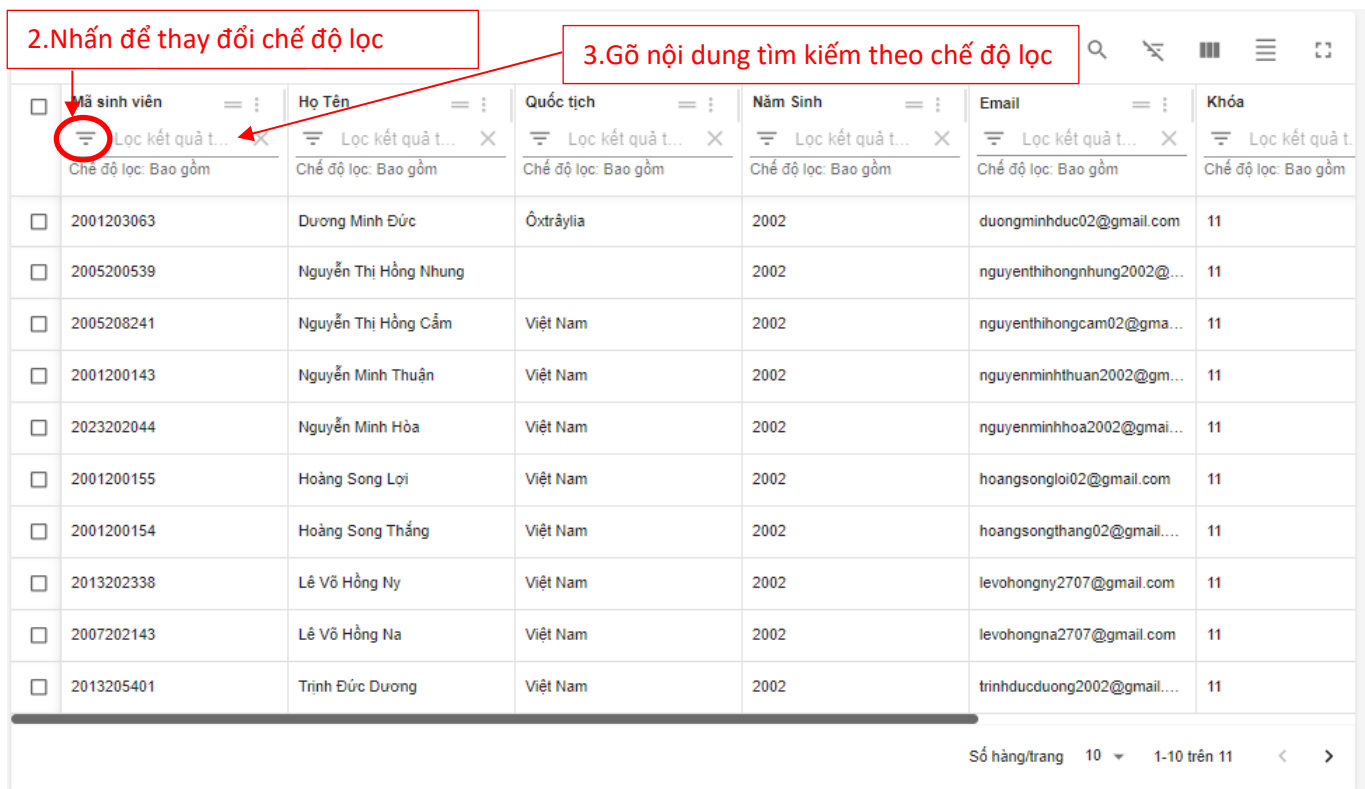 2.Nhấn để thay đổi chế độ lọc
3.Gõ nội dung tìm kiếm theo chế độ lọc
Mã sinh viên Họ Tên Quốc tịch Năm Sinh Email Khóa
Lọc kết quả t... Lọc kết quả t... Lọc kết quả t... Lọc kết quả t... Lọc kết quả t... Lọc kết quả t.
Chế độ lọc: Bao gồm Chế độ lọc: Bao gồm Chế độ lọc: Bao gồm Chế độ lọc: Bao gồm Chế độ lọc: Bao gồm Chế độ lọc: Bao gồm
2001203063 Dương Minh Đức Ôxtrâylia 2002 duongminhduc02@gmail.com 11
2005200539 Nguyễn Thị Hồng Nhung 2002 nguyenthihongnhung2002@... 11
2005208241 Nguyễn Thị Hồng Cẩm Việt Nam 2002 nguyenthihongcam02@gma... 11
2001200143 Nguyễn Minh Thuận Việt Nam 2002 nguyenminhthuan2002@gm... 11
2023202044 Nguyễn Minh Hòa Việt Nam 2002 nguyenminhhoa2002@gmai... 11
2001200155 Hoàng Song Lợi Việt Nam 2002 hoangsongloi02@gmail.com 11
2001200154 Hoàng Song Thắng Việt Nam 2002 hoangsongthang02@gmail.... 11
2013202338 Lê Võ Hồng Ny Việt Nam 2002 levohongny2707@gmail.com 11
2007202143 Lê Võ Hồng Na Việt Nam 2002 levohongna2707@gmail.com 11
2013205401 Trịnh Đức Dương Việt Nam 2002 trinhducduong2002@gmail.... 11
Số hàng/trang 10 1-10 trên 11